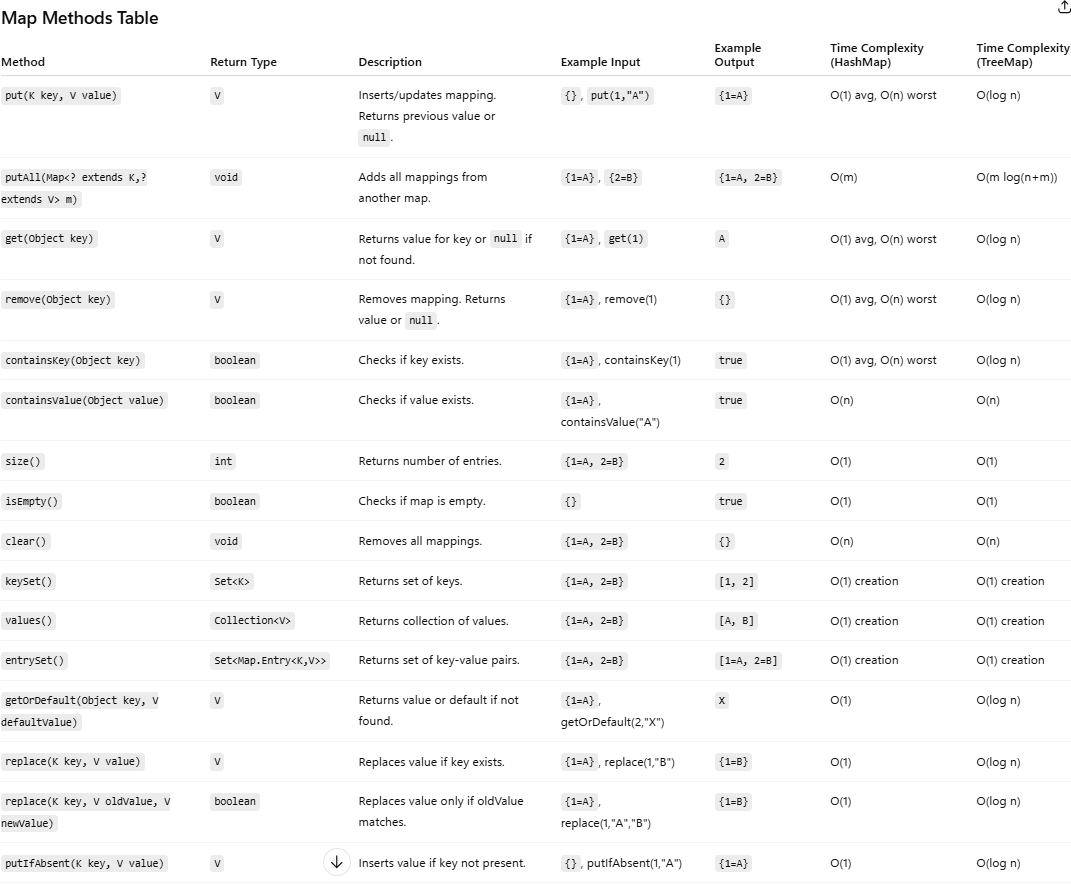 Map Methods Table
Method Return Type Description Example Input Example Output Time Complexity (HashMap) Time Complexity (TreeMap)
put(K key, V value) V Inserts/updates mapping. Returns previous value or null. {}, put(1,"A") {1=A} O(1) avg, O(n) worst O(log n)
putAll(Map<? extends K,? extends V> m) void Adds all mappings from another map. {1=A}, {2=B} {1=A, 2=B} O(m) O(m log(n+m))
get(Object key) V Returns value for key or null if not found. {1=A}, get(1) A O(1) avg, O(n) worst O(log n)
remove(Object key) V Removes mapping. Returns value or null. {1=A}, remove(1) {} O(1) avg, O(n) worst O(log n)
containsKey(Object key) boolean Checks if key exists. {1=A}, containsKey(1) true O(1) avg, O(n) worst O(log n)
containsValue(Object value) boolean Checks if value exists. {1=A}, containsValue("A") true O(n) O(n)
size() int Returns number of entries. {1=A, 2=B} 2 O(1) O(1)
isEmpty() boolean Checks if map is empty. {} true O(1) O(1)
clear() void Removes all mappings. {1=A, 2=B} {} O(n) O(n)
keySet() Set<K> Returns set of keys. {1=A, 2=B} [1, 2] O(1) creation O(1) creation
values() Collection<V> Returns collection of values. {1=A, 2=B} [A, B] O(1) creation O(1) creation
entrySet() Set<Map.Entry<K,V>> Returns set of key-value pairs. {1=A, 2=B} [1=A, 2=B] O(1) creation O(1) creation
getOrDefault(Object key, V defaultValue) V Returns value or default if not found. {1=A}, getOrDefault(2,"X") X O(1) O(log n)
replace(K key, V value) V Replaces value if key exists. {1=A}, replace(1,"B") {1=B} O(1) O(log n)
replace(K key, V oldValue, V newValue) boolean Replaces value only if oldValue matches. {1=A}, replace(1,"A","B") {1=B} O(1) O(log n)
putIfAbsent(K key, V value) V Inserts value if key not present. {}, putIfAbsent(1,"A") {1=A} O(1) O(log n)